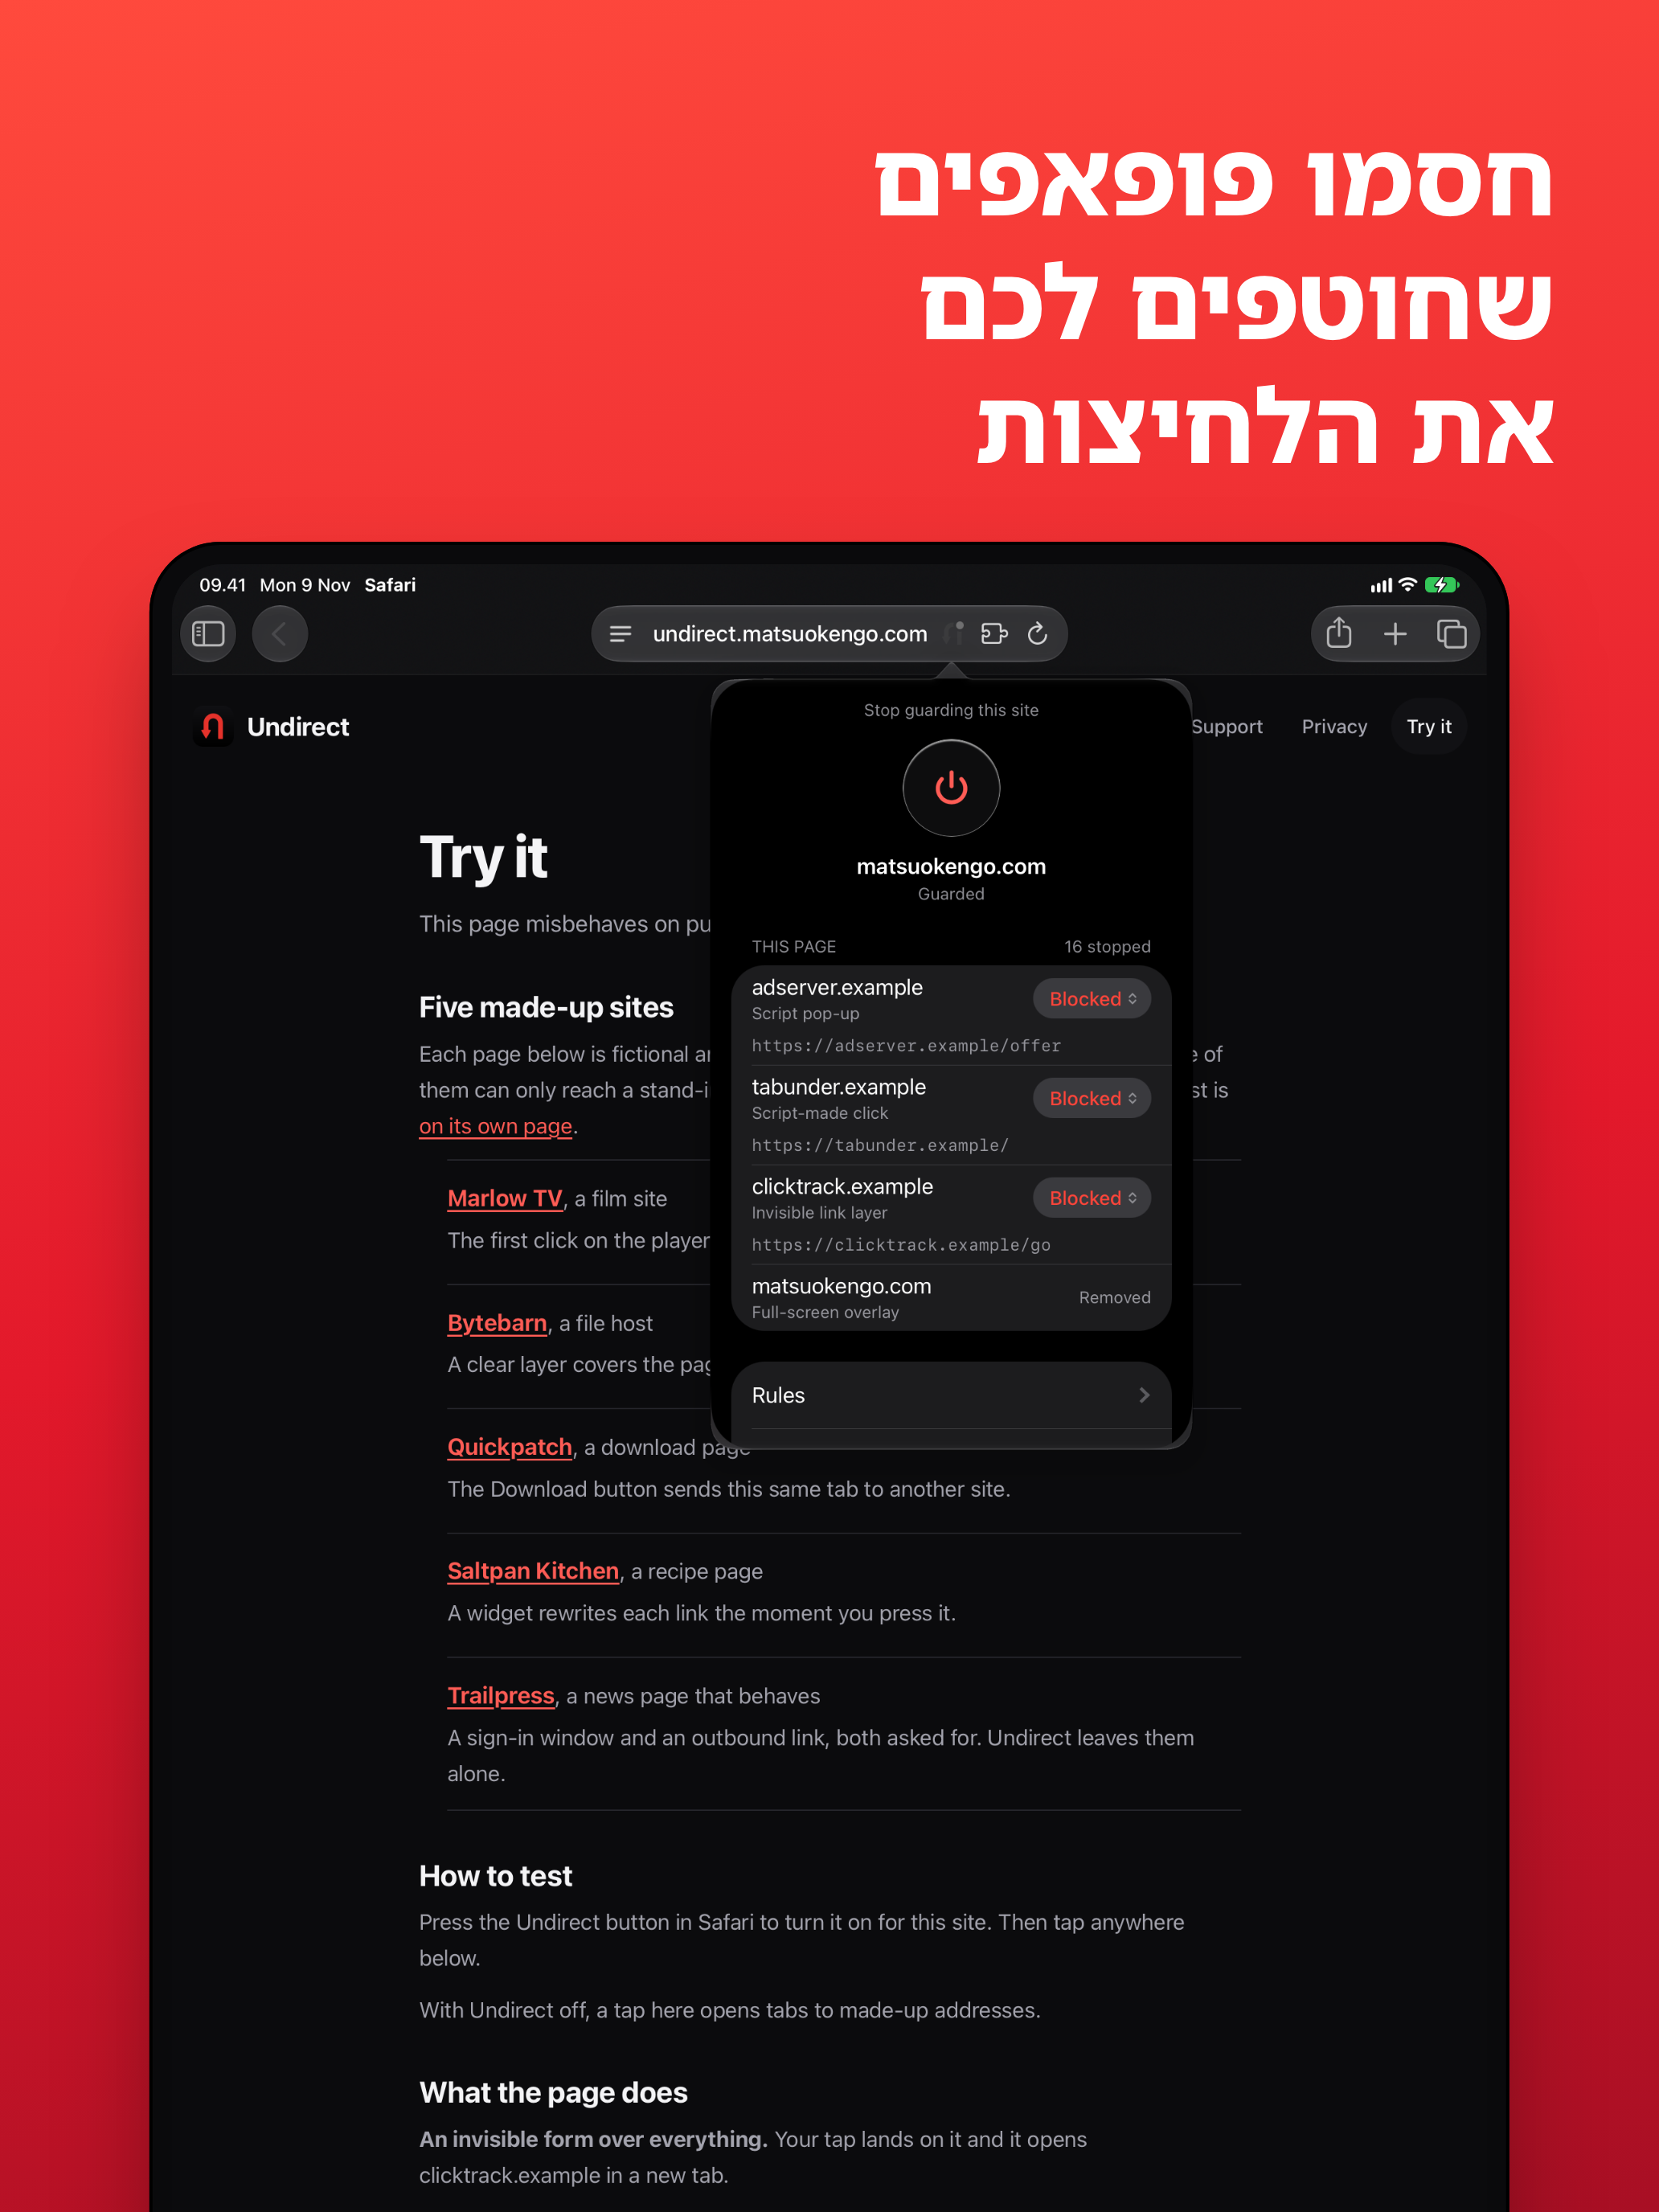 חסמו פופאפים
שחוטפים לכם
את הלחיצות
09.41 Mon 9 Nov Safari
undirect.matsuokengo.com
Undirect
Support Privacy Try it
Stop guarding this site
matsuokengo.com
Guarded
THIS PAGE 16 stopped
adserver.example Blocked
Script pop-up
https://adserver.example/offer
tabunder.example Blocked
Script-made click
https://tabunder.example/
clicktrack.example Blocked
Invisible link layer
https://clicktrack.example/go
matsuokengo.com Removed
Full-screen overlay
Rules
Try it
This page misbehaves on
Five made-up sites
Each page below is fictional of
them can only reach a is
on its own page.
Marlow TV, a film site
The first click on the player
Bytebarn, a file host
A clear layer covers the
Quickpatch, a download page
The Download button sends this same tab to another site.
Saltpan Kitchen, a recipe page
A widget rewrites each link the moment you press it.
Trailpress, a news page that behaves
A sign-in window and an outbound link, both asked for. Undirect leaves them
alone.
How to test
Press the Undirect button in Safari to turn it on for this site. Then tap anywhere
below.
With Undirect off, a tap here opens tabs to made-up addresses.
What the page does
An invisible form over everything. Your tap lands on it and it opens
clicktrack.example in a new tab.